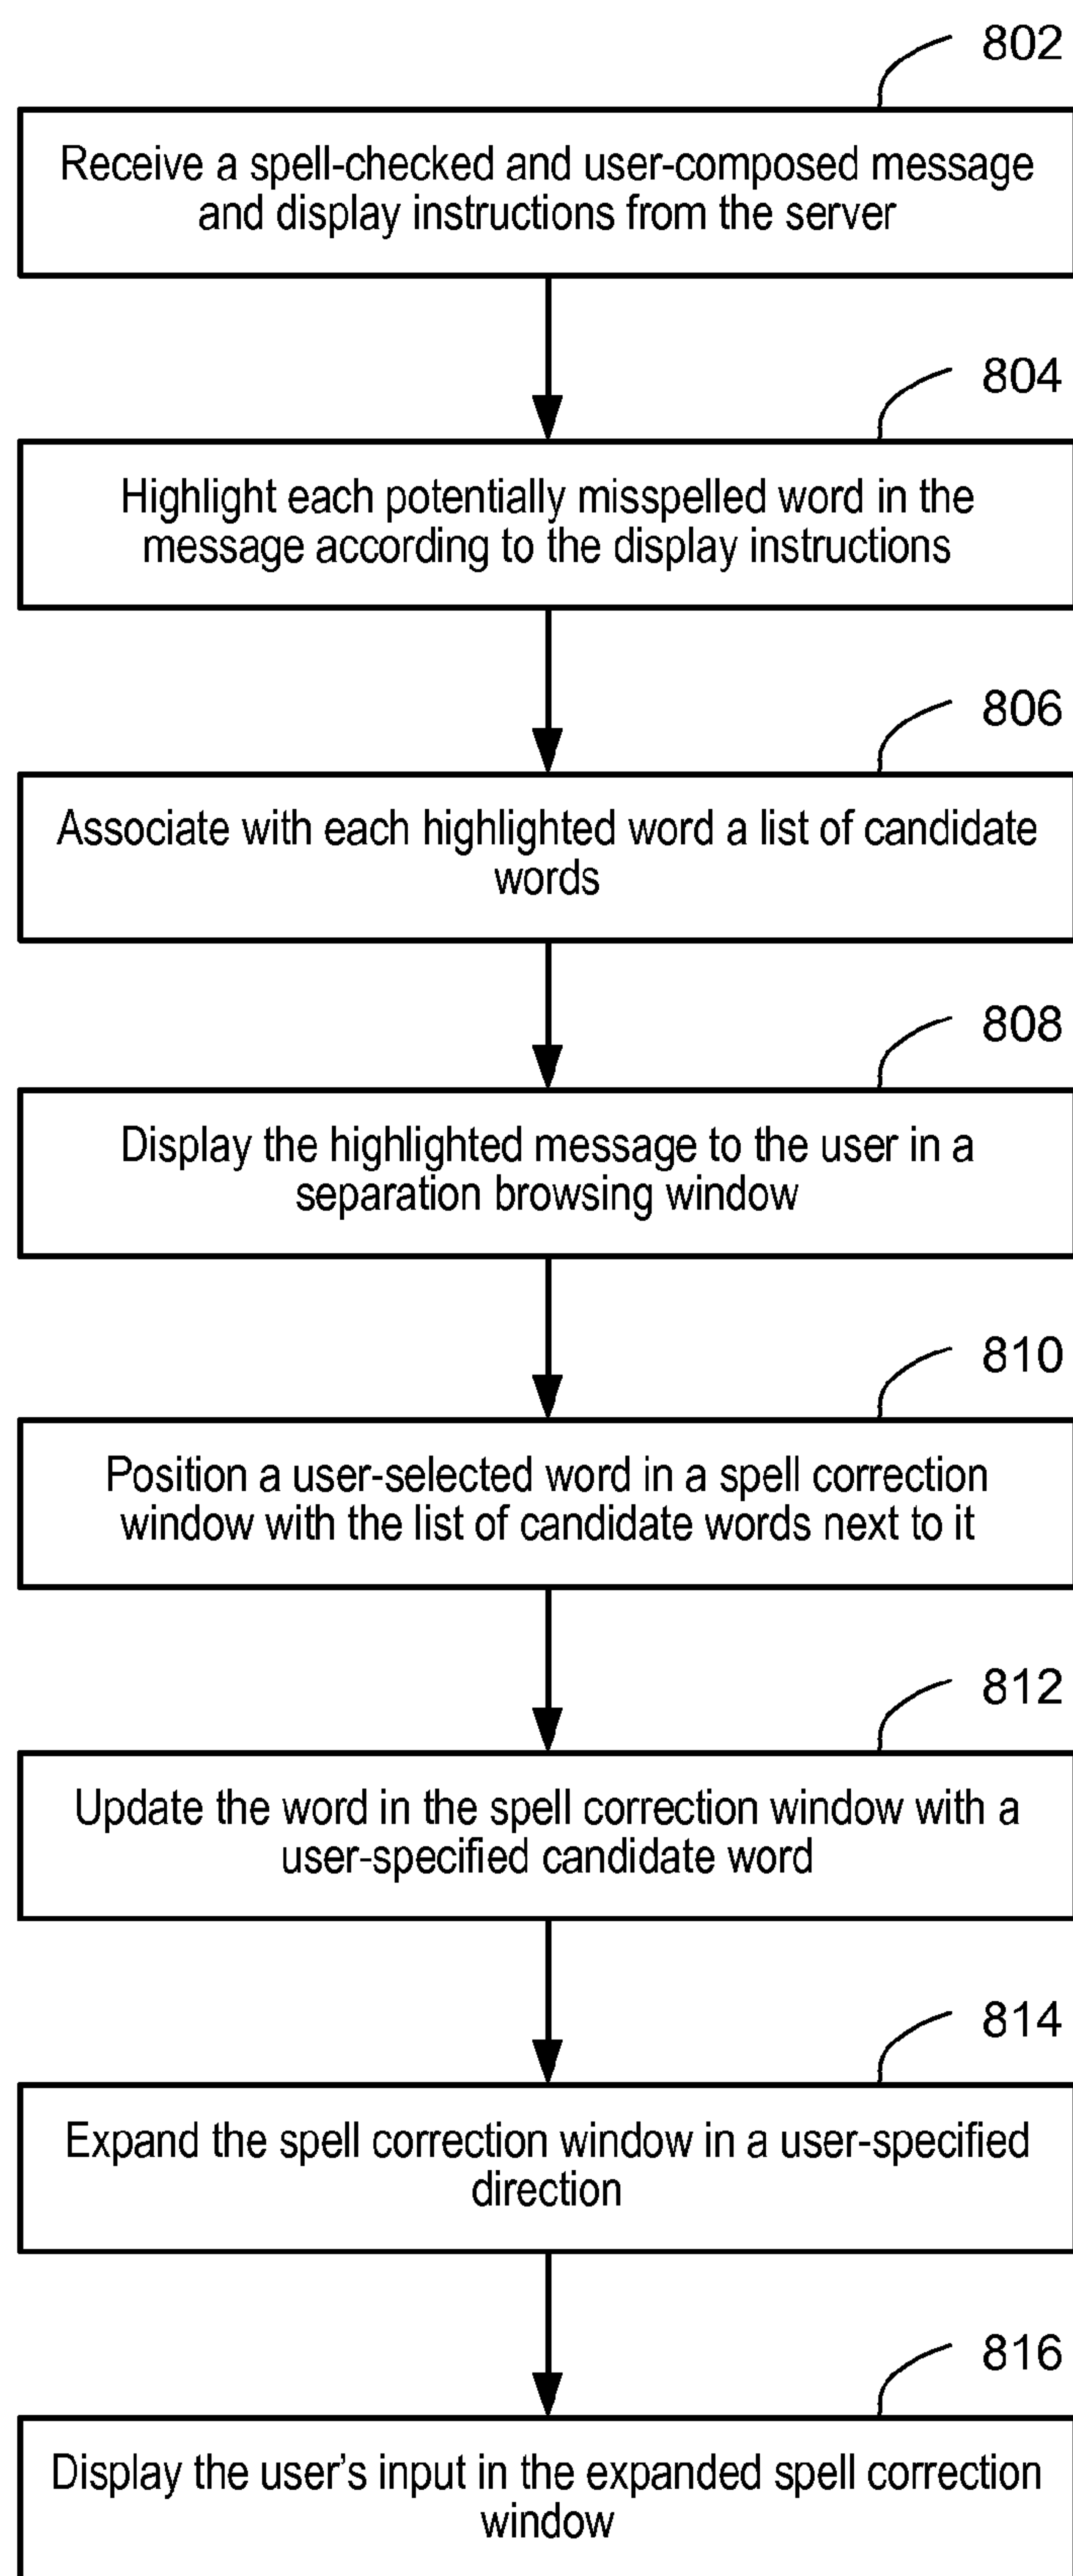 802
Receive a spell-checked and user-composed message
and display instructions from the server
804
Highlight each potentially misspelled word in the
message according to the display instructions
806
Associate with each highlighted word a list of candidate
words
808
Display the highlighted message to the user in a
separation browsing window
810
Position a user-selected word in a spell correction
window with the list of candidate words next to it
812
Update the word in the spell correction window with a
user-specified candidate word
814
Expand the spell correction window in a user-specified
direction
816
Display the user’s input in the expanded spell correction
window